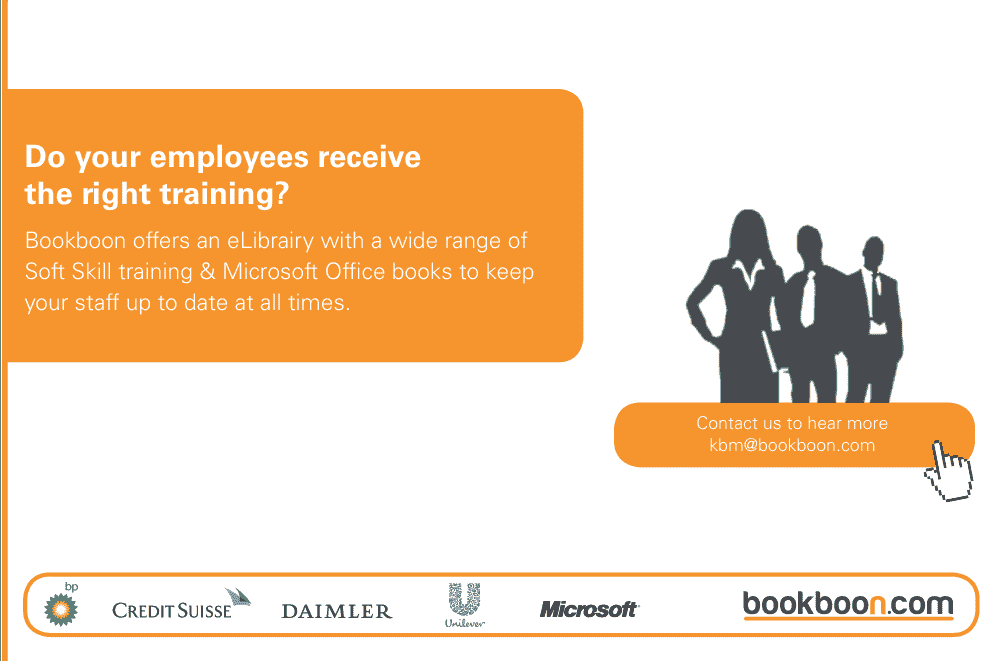 Do your employees receive
the right training?
Bookboon offers an eLibrairy with a wide range of
Soft Skill training & Microsoft Office books to keep
your staff up to date at all times.
Contact us to hear more
kbm@bookboon.com
bp
CREDIT SUISSE
DAIMLER
Unilever
Microsoft
bookboon.com